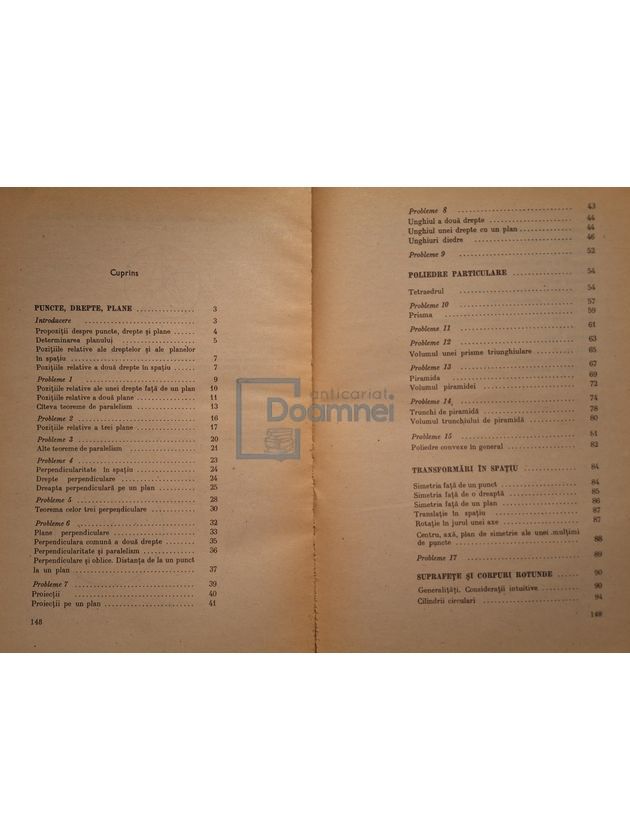 Cuprins
PUNCTE, DREPTE, PLANE ............... 3
Introducere ............... 3
Propoziții despre puncte, drepte și plane ..... 4
Determinarea planului ............... 5
Pozițiile relative ale dreptelor și ale planelor
în spațiu ............... 7
Pozițiile relative a două drepte în spațiu ..... 7
Probleme 1 ............... 9
Pozițiile relative ale unei drepte față de un plan 10
Pozițiile relative a două plane ............... 11
Cîteva teoreme de paralelism ............... 13
Probleme 2 ............... 16
Pozițiile relative a trei plane ............... 17
Probleme 3 ............... 20
Alte teoreme de paralelism ............... 21
Probleme 4 ............... 23
Perpendicularitate în spațiu ............... 24
Drepte perpendiculare ............... 24
Dreapta perpendiculară pe un plan ............... 25
Probleme 5 ............... 28
Teorema celor trei perpendiculare ............... 30
Probleme 6 ............... 32
Plane perpendiculare ............... 33
Perpendiculara comună a două drepte ........ 35
Perpendicularitate și paralelism ............... 36
Perpendiculare și oblice. Distanța de la un punct
la un plan ............... 37
Probleme 7 ............... 39
Proiecții ............... 40
Proiecții pe un plan ............... 41
148
Probleme 8 ............... 43
Unghiul a două drepte ............... 44
Unghiul unei drepte cu un plan ............... 44
Unghiuri diedre ............... 46
Probleme 9 ............... 52
POLIEDRE PARTICULARE ............... 54
Tetraedrul ............... 54
Probleme 10 ............... 57
Prisma ............... 59
Probleme 11 ............... 61
Probleme 12 ............... 63
Volumul unei prisme triunghiulare ............... 65
Probleme 13 ............... 67
Piramida ............... 69
Volumul piramidei ............... 72
Probleme 14 ............... 74
Trunchi de piramidă ............... 78
Volumul trunchiului de piramidă ............... 80
Probleme 15 ............... 81
Poliedre convexe în general ............... 82
TRANSFORMĂRI ÎN SPAȚIU ............... 84
Simetria față de un punct ............... 84
Simetria față de o dreaptă ............... 85
Simetria față de un plan ............... 86
Translație în spațiu ............... 87
Rotație în jurul unei axe ............... 87
Centru, axă, plan de simetrie ale unei mulțimi
de puncte ............... 88
Probleme 17 ............... 89
SUPRAFEȚE ȘI CORPURI ROTUNDE ..... 90
Generalități. Considerații intuitive ............... 90
Cilindrii circulari ............... 94
148
anticariat
Doamnei